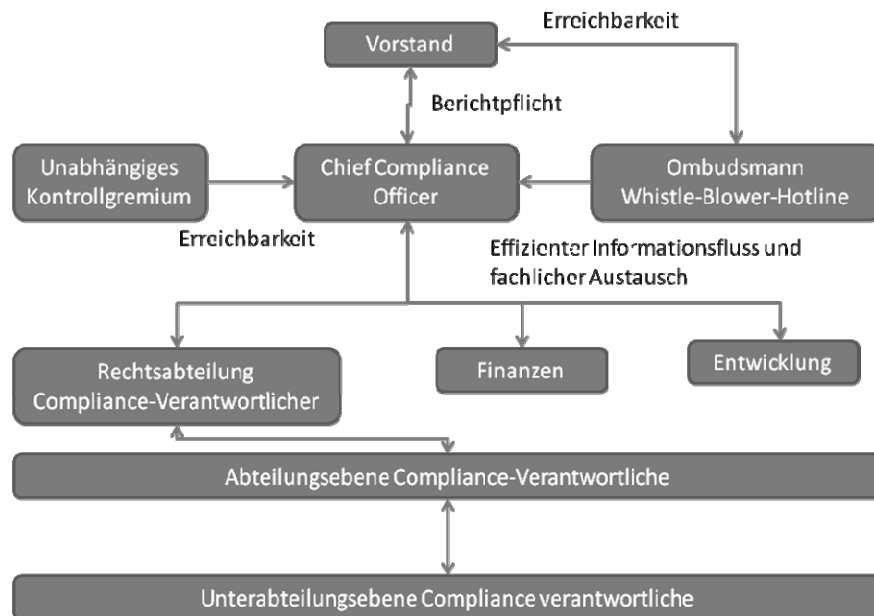 Erreichbarkeit
Vorstand
Berichtpflicht
Unabhängiges
Kontrollgremium
Chief Compliance
Officer
Ombudsmann
Whistle-Blower-Hotline
Erreichbarkeit
Effizienter Informationsfluss und
fachlicher Austausch
Rechtsabteilung
Compliance-Verantwortlicher
Finanzen
Entwicklung
Abteilungsebene Compliance-Verantwortliche
Unterabteilungsebene Compliance verantwortliche